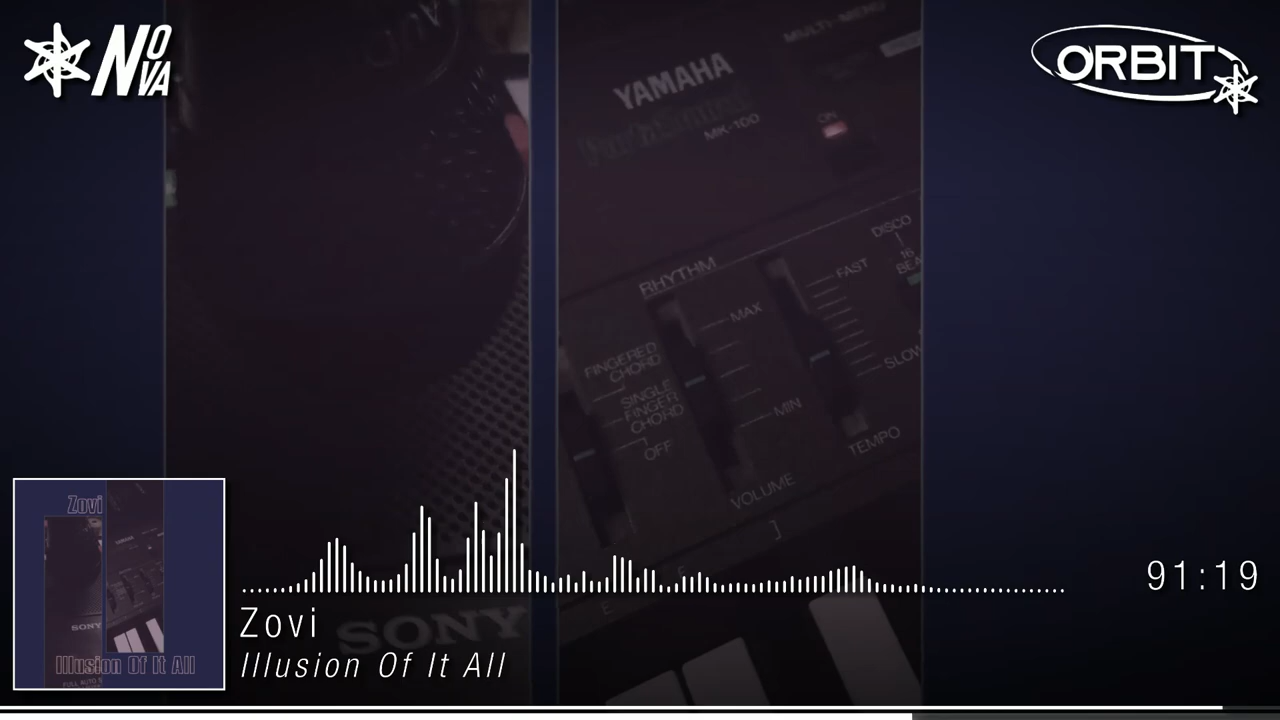 NOVA
ORBIT
YAMAHA
MK-100
MULTI-MENU
ON
RHYTHM
DISCO
16
BEA
FAST
MAX
FINGERED
CHORD
SINGLE
FINGER
CHORD
OFF
MIN
SLOW
TEMPO
VOLUME
SONY
Zovi
SONY
Illusion Of It All
91:19
Zovi
Illusion Of It All